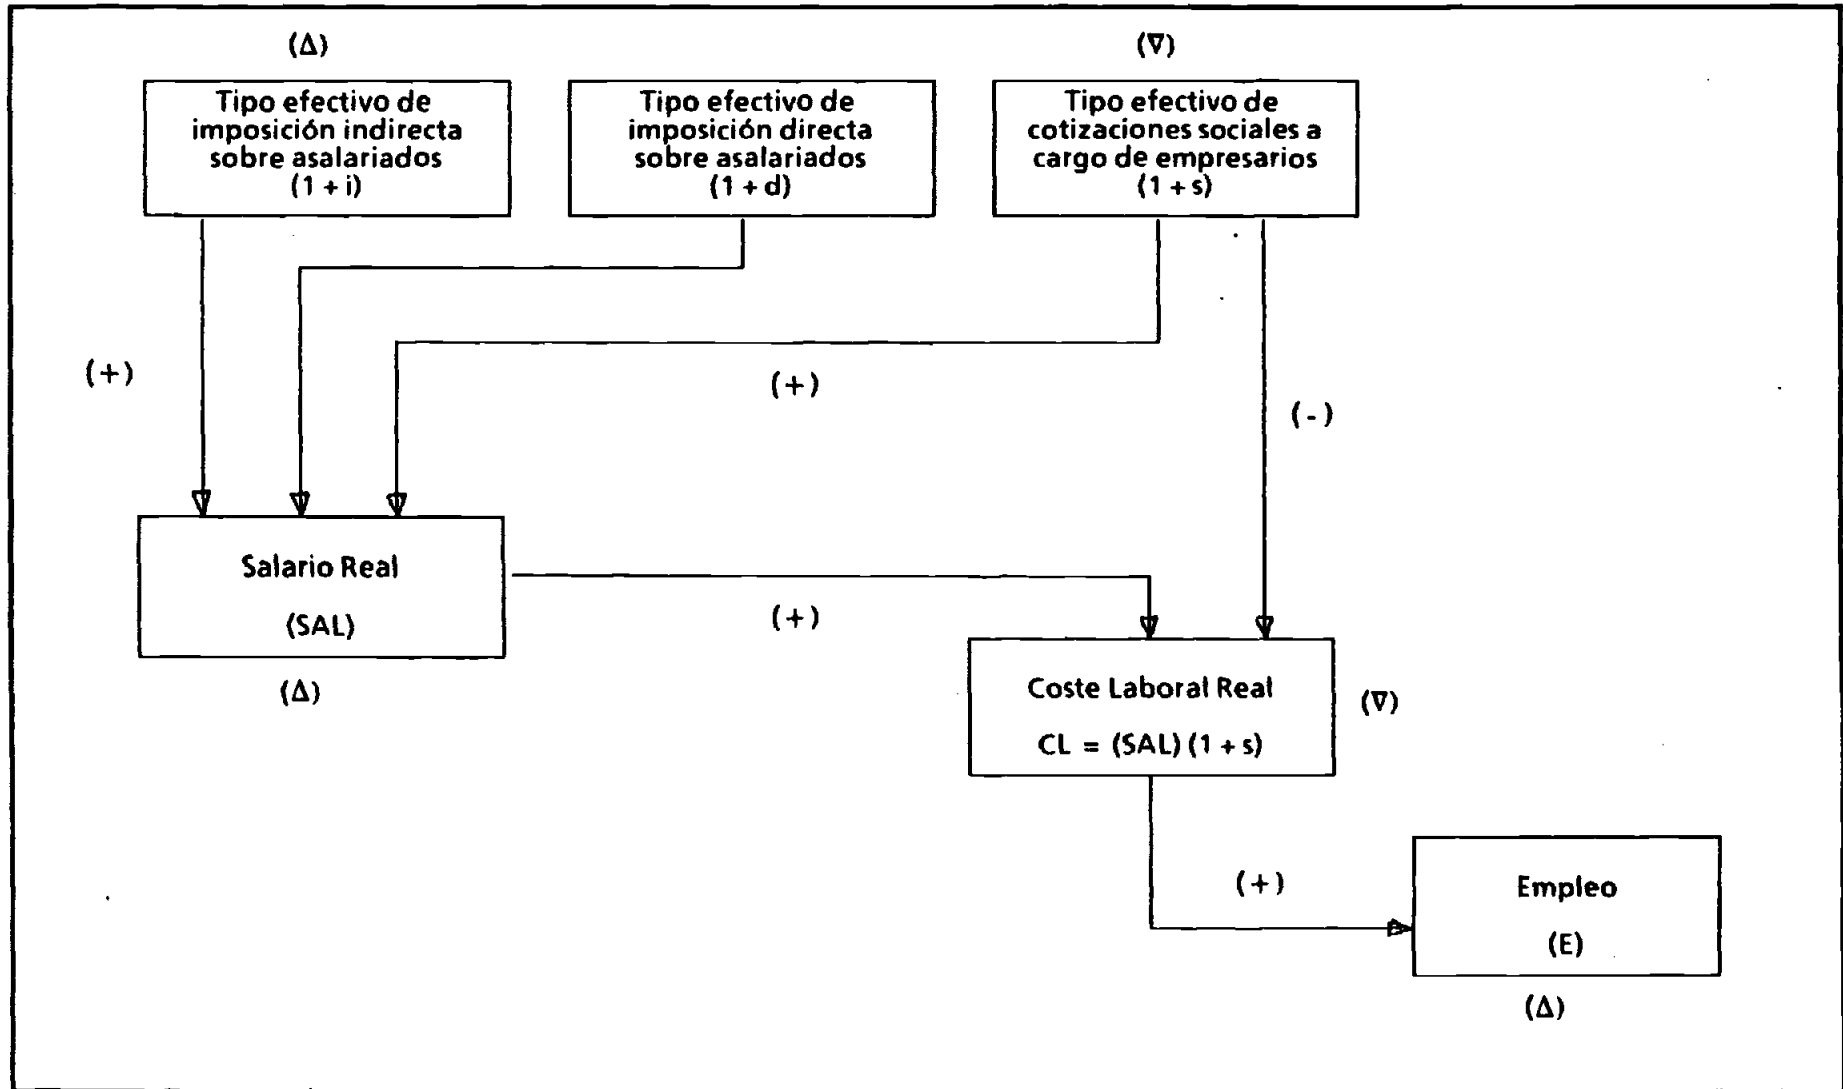 (Δ)
(∇)
Tipo efectivo de
imposición indirecta
sobre asalariados
(1 + i)
Tipo efectivo de
imposición directa
sobre asalariados
(1 + d)
Tipo efectivo de
cotizaciones sociales a
cargo de empresarios
(1 + s)
(+)
(+)
(-)
Salario Real
(SAL)
(Δ)
(+)
Coste Laboral Real
CL = (SAL) (1 + s)
(∇)
(+)
Empleo
(E)
(Δ)